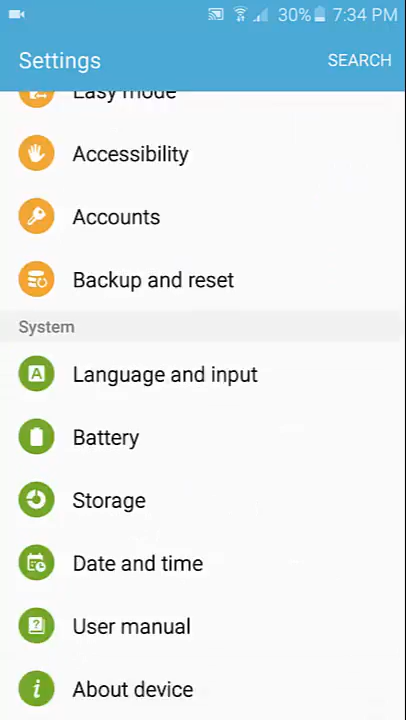 30% 7:34 PM
Settings SEARCH
Easy mode
Accessibility
Accounts
Backup and reset
System
Language and input
Battery
Storage
Date and time
User manual
About device